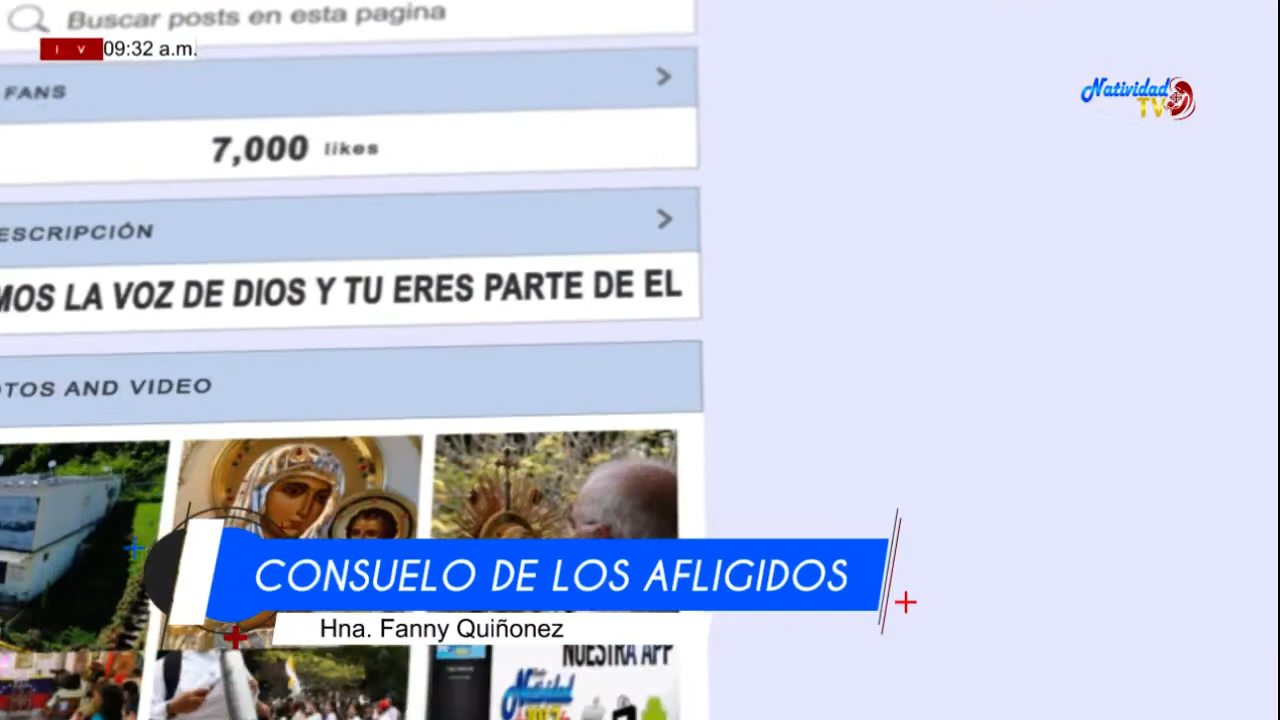 Buscar posts en esta pagina
I V 09:32 a.m.
FANS
7,000 likes
ESCRIPCIÓN
MOS LA VOZ DE DIOS Y TU ERES PARTE DE EL
OTOS AND VIDEO
Natividad
TV
CONSUELO DE LOS AFLIGIDOS
Hna. Fanny Quiñonez
NUESTRA APP
Natividad